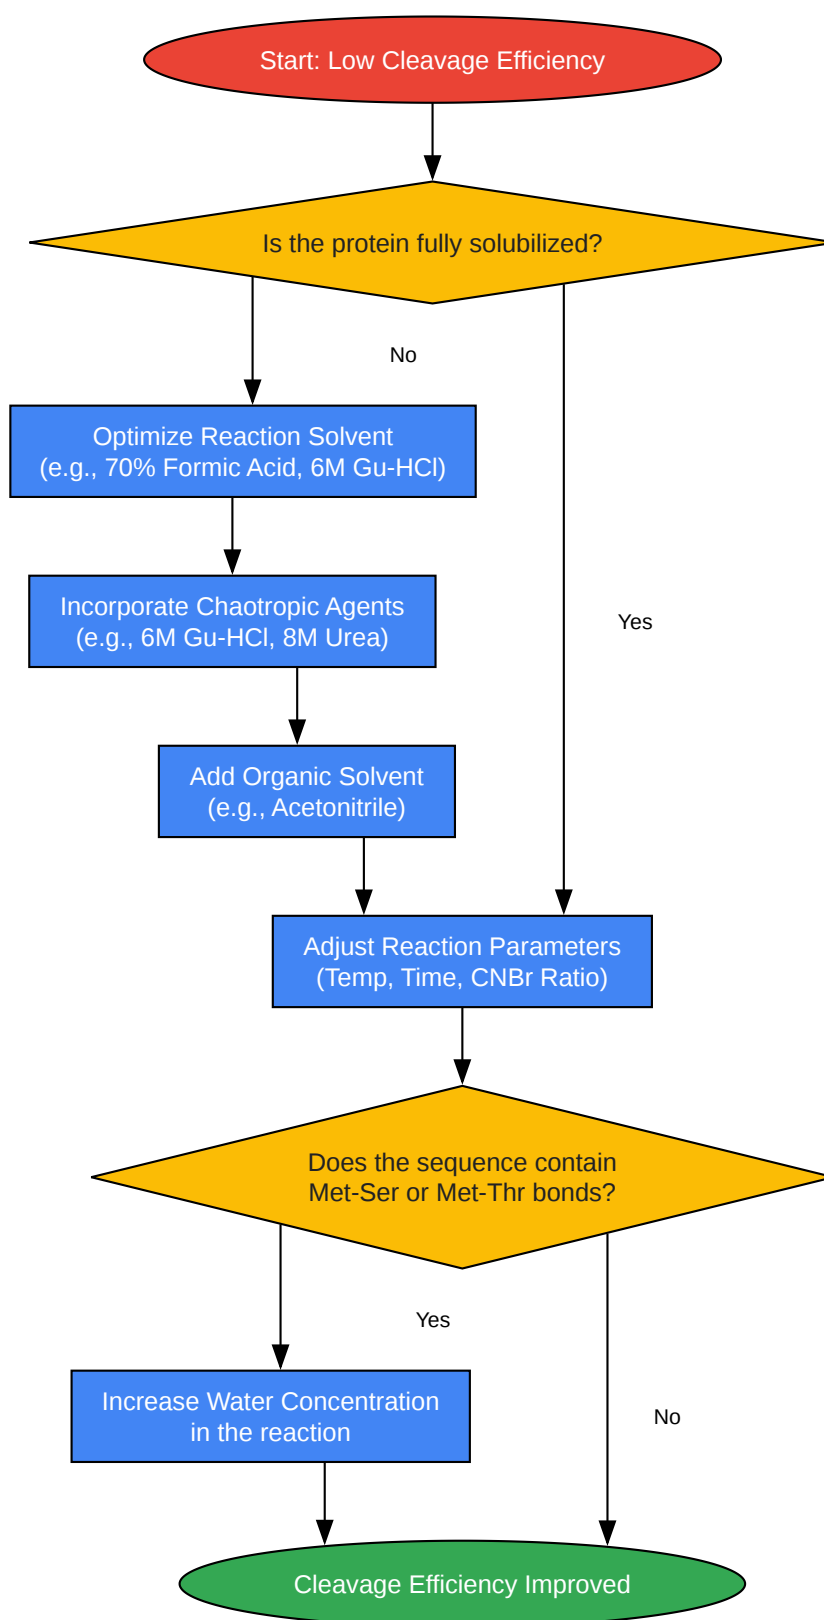 Start: Low Cleavage Efficiency
Is the protein fully solubilized?
No
Optimize Reaction Solvent
(e.g., 70% Formic Acid, 6M Gu-HCl)
Incorporate Chaotropic Agents
(e.g., 6M Gu-HCl, 8M Urea)
Yes
Add Organic Solvent
(e.g., Acetonitrile)
Adjust Reaction Parameters
(Temp, Time, CNBr Ratio)
Does the sequence contain
Met-Ser or Met-Thr bonds?
Yes
Increase Water Concentration
in the reaction
No
Cleavage Efficiency Improved